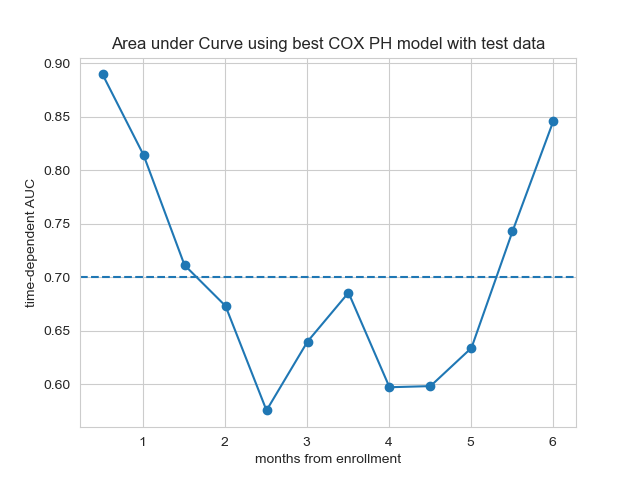 Area under Curve using best COX PH model with test data
time-dependent AUC
0.90
0.85
0.80
0.75
0.70
0.65
0.60
1 2 3 4 5 6
months from enrollment